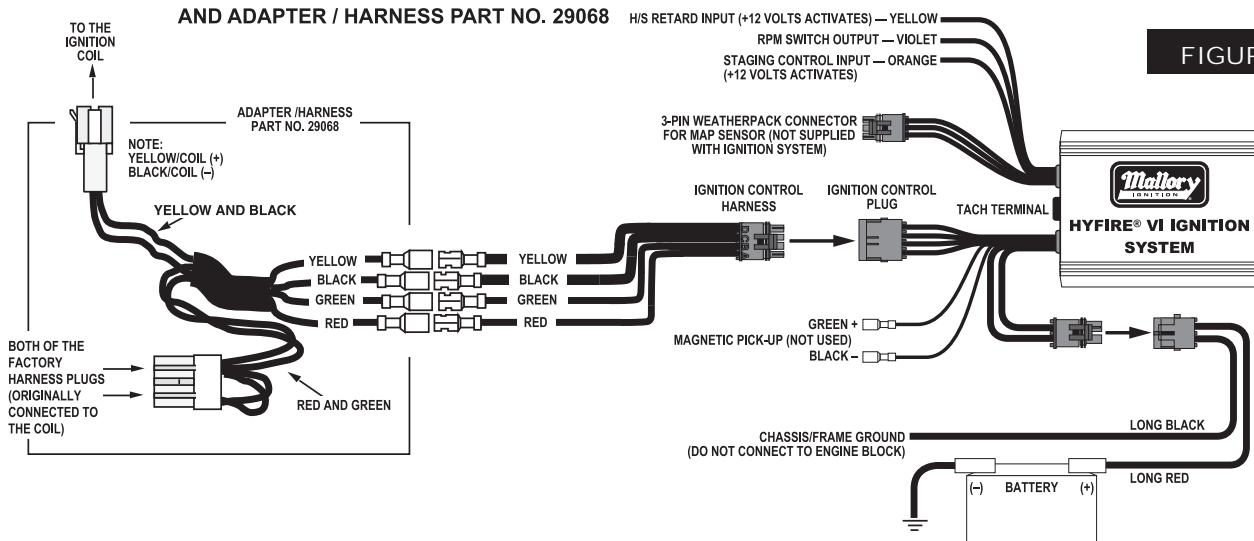 AND ADAPTER / HARNESS PART NO. 29068
H/S RETARD INPUT (+12 VOLTS ACTIVATES) — YELLOW
RPM SWITCH OUTPUT — VIOLET
STAGING CONTROL INPUT — ORANGE
(+12 VOLTS ACTIVATES)
FIGUR
TO THE
IGNITION
COIL
ADAPTER /HARNESS
PART NO. 29068
NOTE:
YELLOW/COIL (+)
BLACK/COIL (–)
YELLOW AND BLACK
3-PIN WEATHERPACK CONNECTOR
FOR MAP SENSOR (NOT SUPPLIED
WITH IGNITION SYSTEM)
IGNITION CONTROL
HARNESS
IGNITION CONTROL
PLUG
TACH TERMINAL
Mallory
IGNITION
HYFIRE® VI IGNITION
SYSTEM
YELLOW
BLACK
GREEN
RED
YELLOW
BLACK
GREEN
RED
GREEN +
MAGNETIC PICK-UP (NOT USED)
BLACK –
BOTH OF THE
FACTORY
HARNESS PLUGS
(ORIGINALLY
CONNECTED TO
THE COIL)
RED AND GREEN
CHASSIS/FRAME GROUND
(DO NOT CONNECT TO ENGINE BLOCK)
LONG BLACK
LONG RED
(–) BATTERY (+)